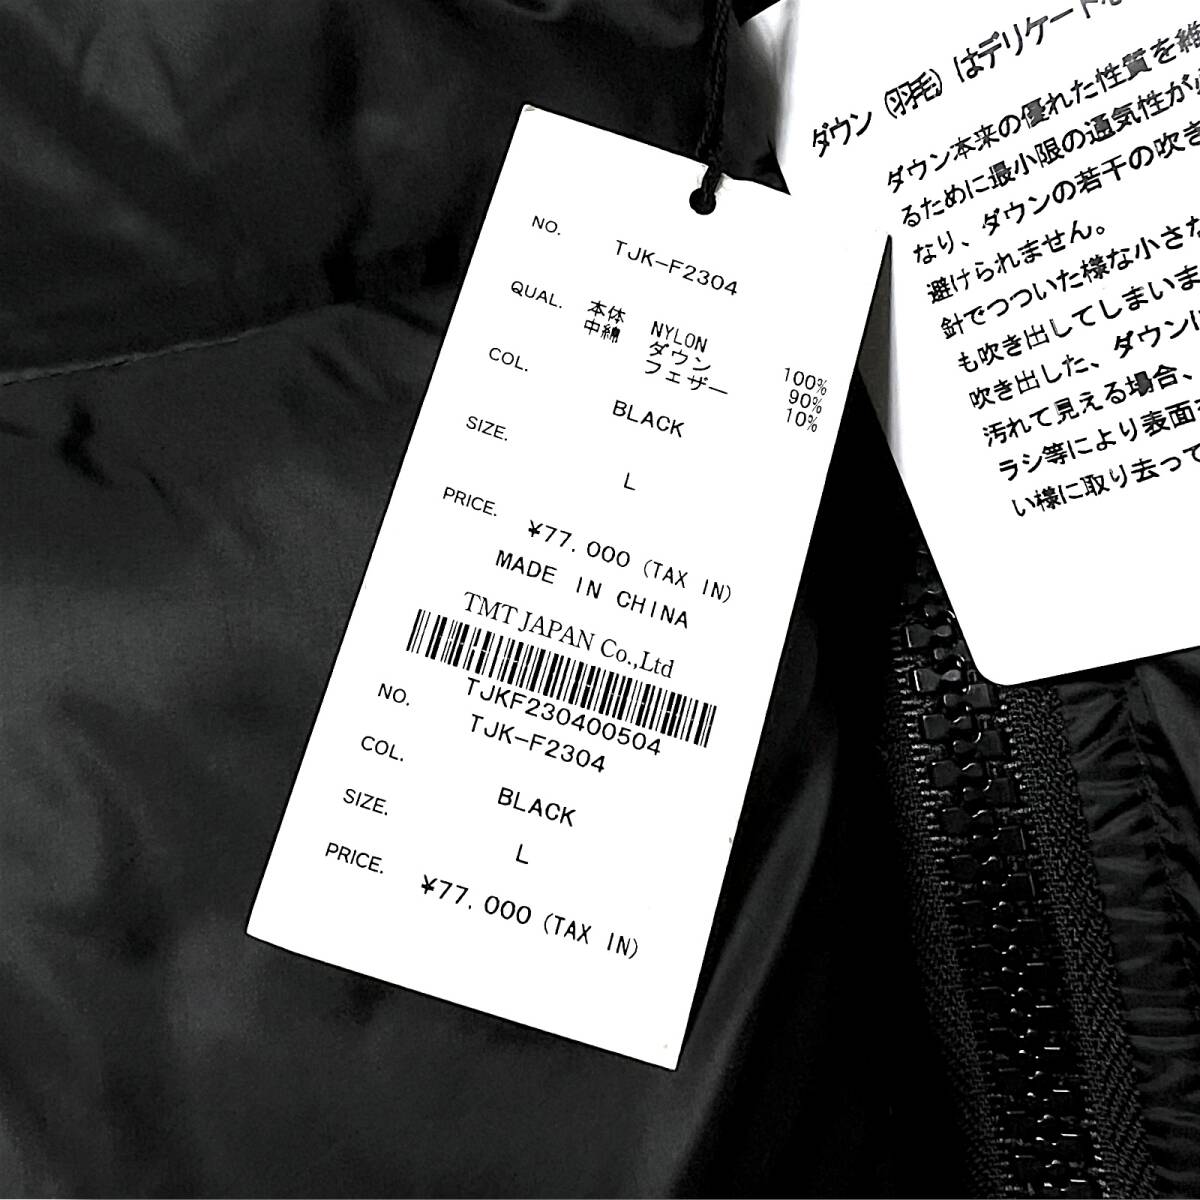 NO. TJK-F2304
QUAL. 本体 NYLON 100%
中綿 ダウン 90%
フェザー 10%
COL. BLACK
SIZE. L
PRICE. ¥77.000 (TAX IN)
MADE IN CHINA
TMT JAPAN Co.,Ltd
TJKF230400504
NO. TJK-F2304
COL. BLACK
SIZE. L
PRICE. ¥77.000 (TAX IN)
ダウン (羽毛) はデリケート
ダウン本来の優れた性質を維
るために最小限の通気性が
なり、ダウンの若干の吹き
避けられません。
針でつついた様な小さな
も吹き出してしまいま
吹き出した、ダウンに
汚れて見える場合、
ラシ等により表面
い様に取り去って